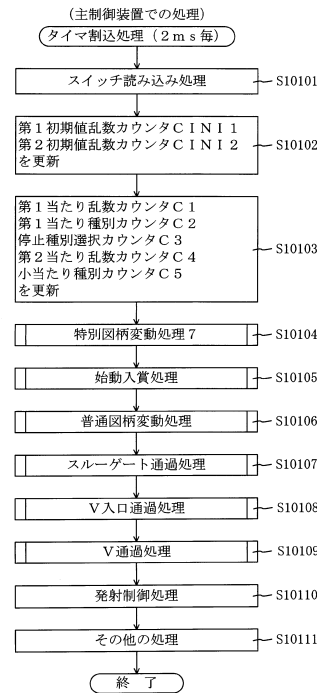 (主制御装置での処理)
タイマ割込処理(2ms毎)
スイッチ読み込み処理 S10101
第1初期値乱数カウンタCINI1
第2初期値乱数カウンタCINI2
を更新 S10102
第1当たり乱数カウンタC1
第1当たり種別カウンタC2
停止種別選択カウンタC3
第2当たり乱数カウンタC4
小当たり種別カウンタC5
を更新 S10103
特別図柄変動処理7 S10104
始動入賞処理 S10105
普通図柄変動処理 S10106
スルーゲート通過処理 S10107
V入口通過処理 S10108
V通過処理 S10109
発射制御処理 S10110
その他の処理 S10111
終 了